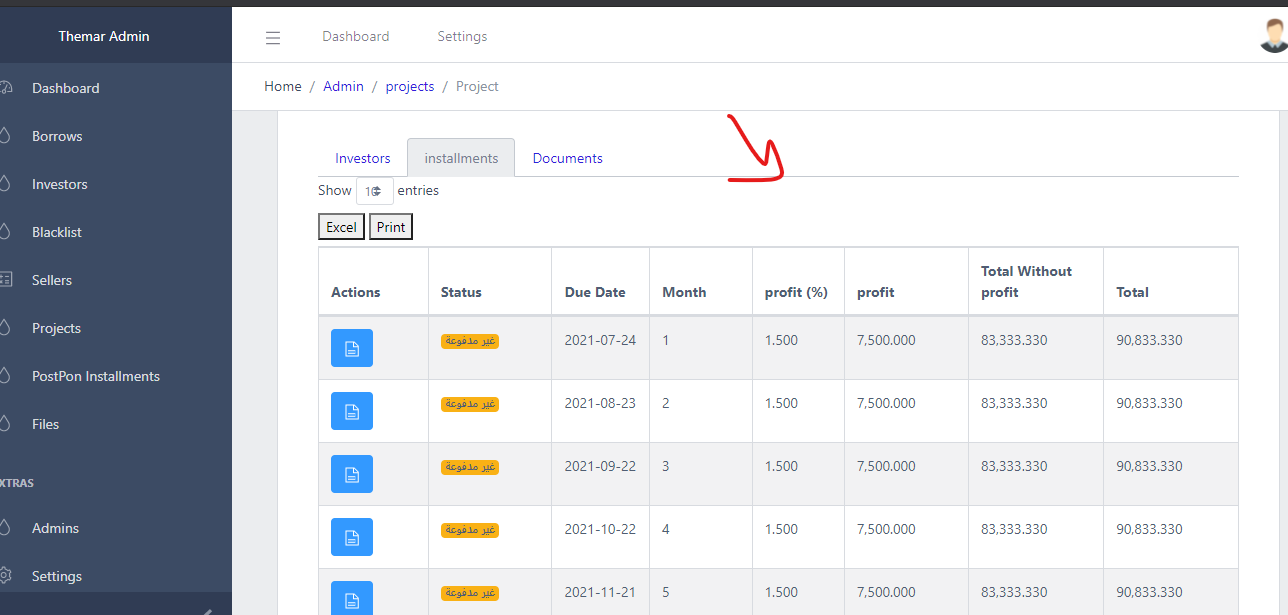 Themar Admin
Dashboard Settings
Home / Admin / projects / Project
Dashboard
Borrows
Investors
Blacklist
Sellers
Projects
PostPon Installments
Files
XTRAS
Admins
Settings
Investors installments Documents
Show 10 entries
Excel Print
Actions Status Due Date Month profit (%) profit Total Without profit Total
غير مدفوعة 2021-07-24 1 1.500 7,500.000 83,333.330 90,833.330
غير مدفوعة 2021-08-23 2 1.500 7,500.000 83,333.330 90,833.330
غير مدفوعة 2021-09-22 3 1.500 7,500.000 83,333.330 90,833.330
غير مدفوعة 2021-10-22 4 1.500 7,500.000 83,333.330 90,833.330
غير مدفوعة 2021-11-21 5 1.500 7,500.000 83,333.330 90,833.330